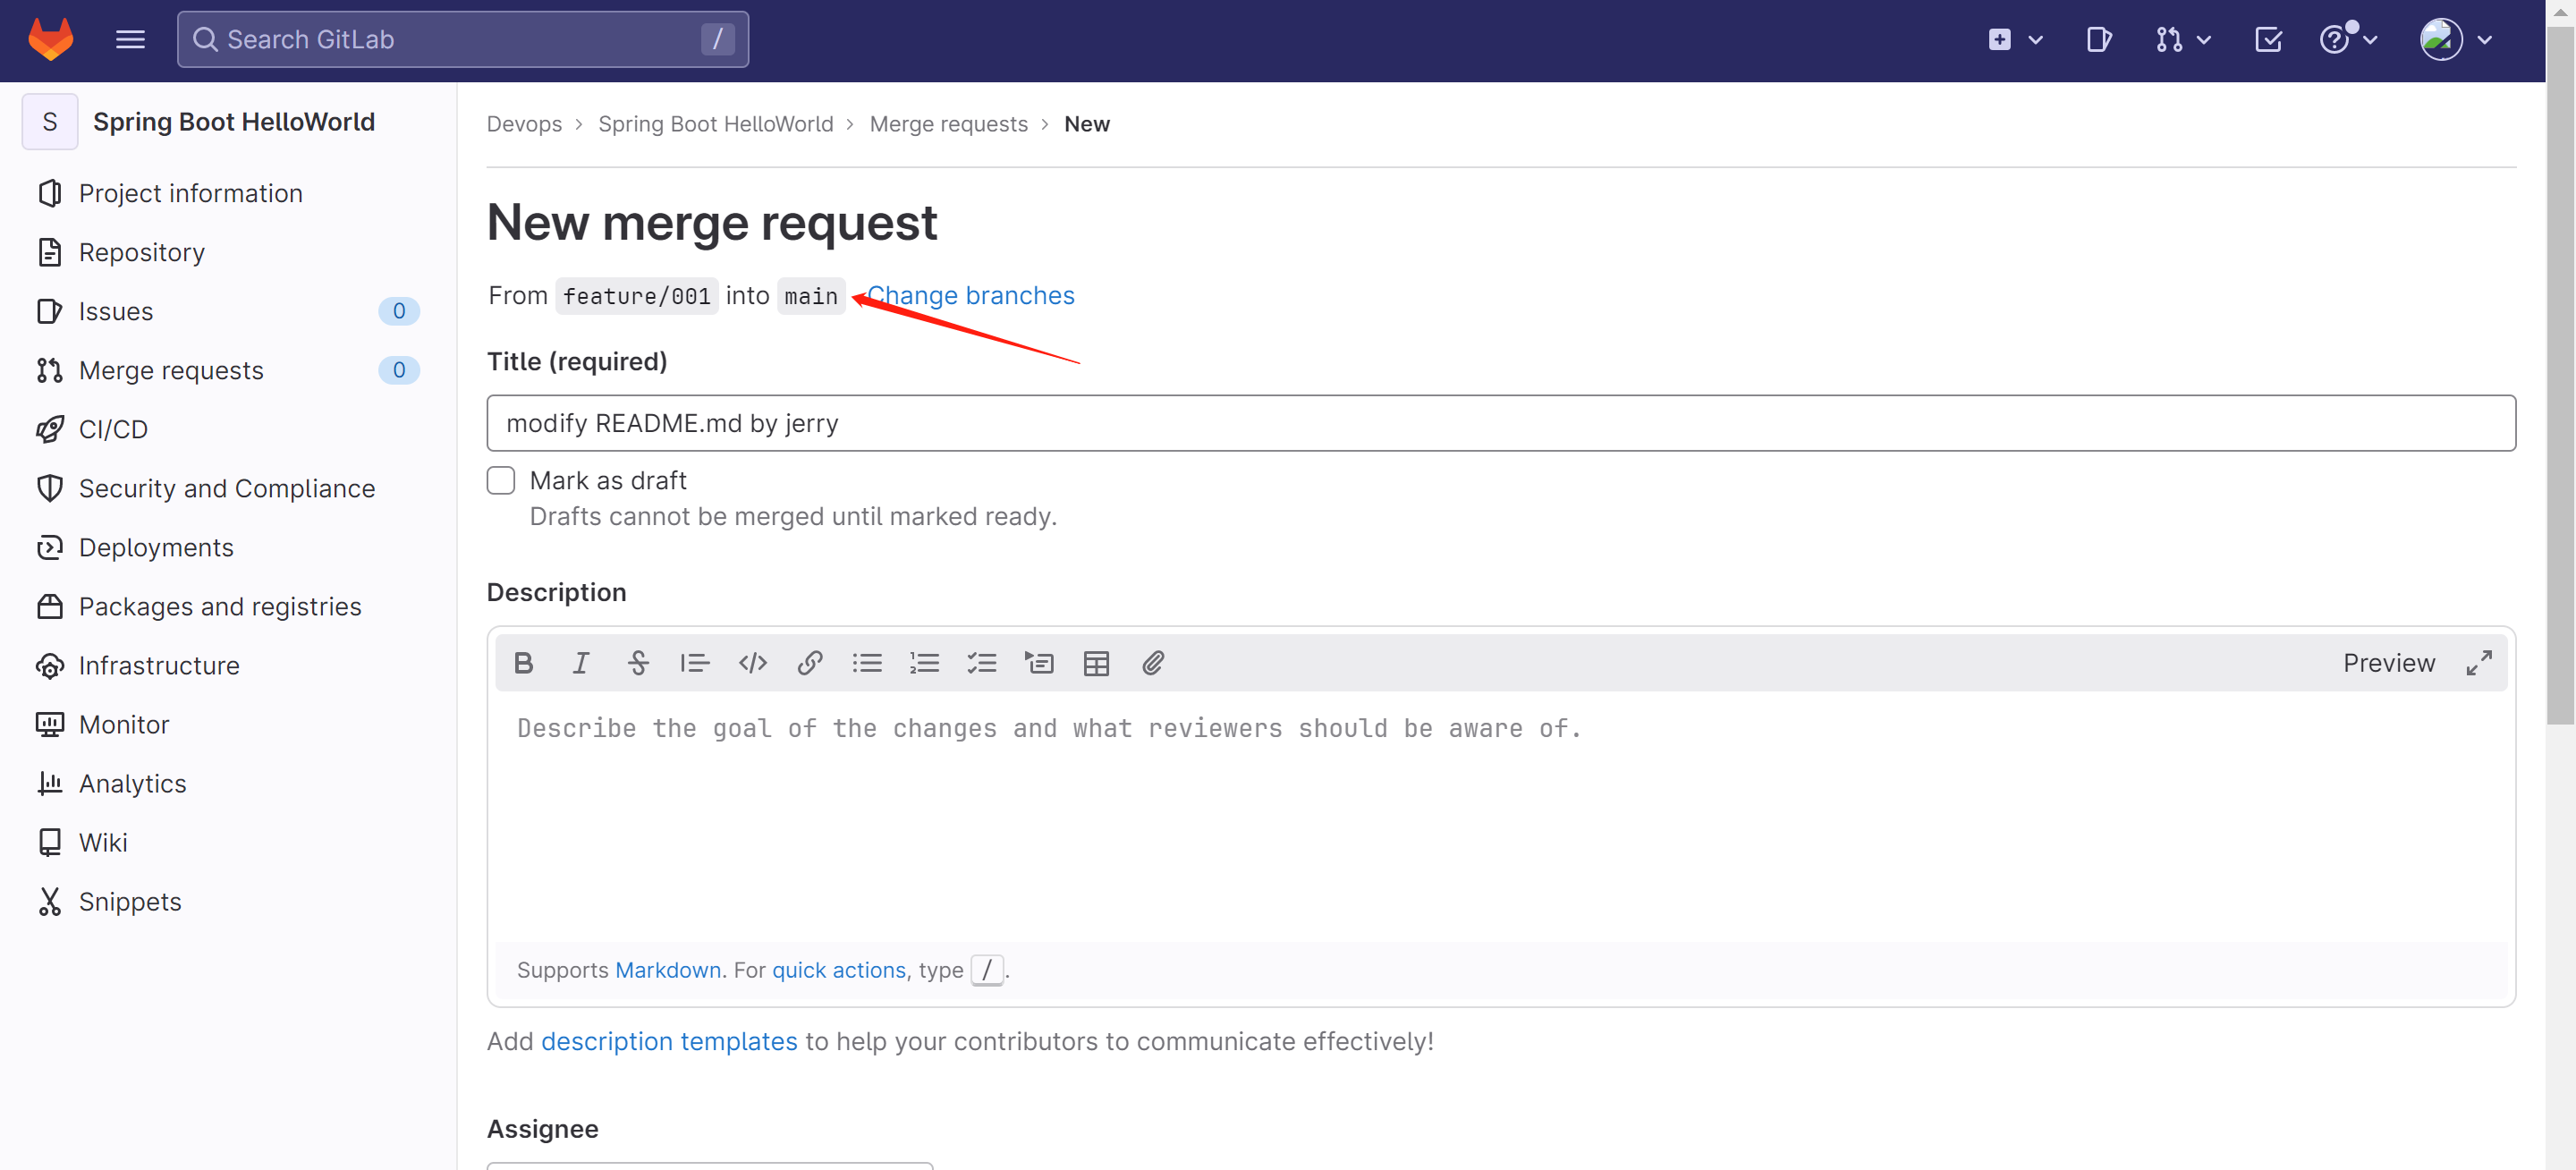 Search GitLab /
S Spring Boot HelloWorld
Project information
Repository
Issues 0
Merge requests 0
CI/CD
Security and Compliance
Deployments
Packages and registries
Infrastructure
Monitor
Analytics
Wiki
Snippets
Devops > Spring Boot HelloWorld > Merge requests > New
New merge request
From feature/001 into main Change branches
Title (required)
modify README.md by jerry
Mark as draft
Drafts cannot be merged until marked ready.
Description
Preview
Describe the goal of the changes and what reviewers should be aware of.
Supports Markdown. For quick actions, type /.
Add description templates to help your contributors to communicate effectively!
Assignee